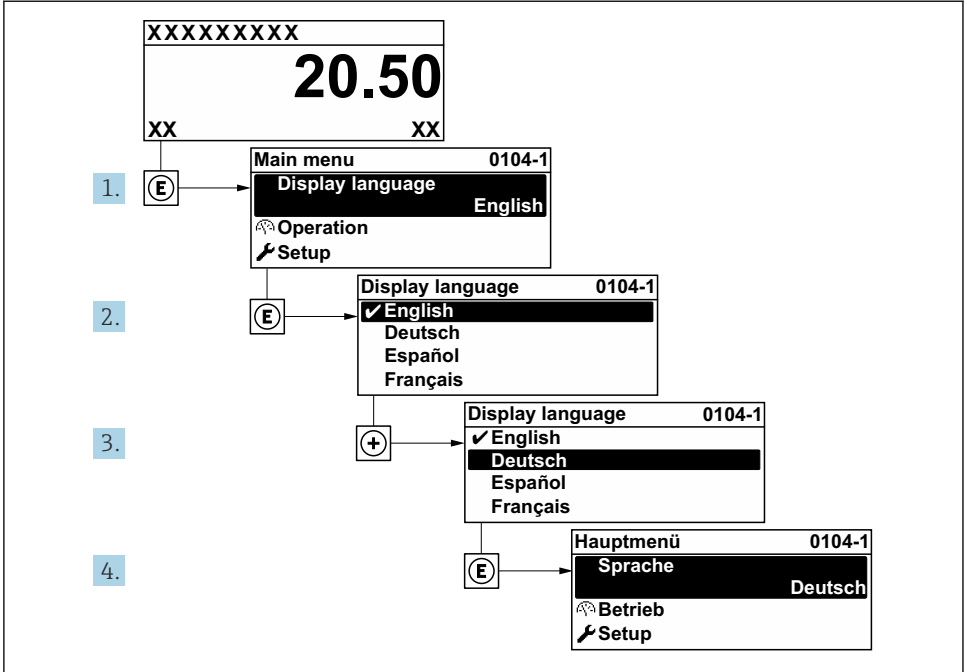 XXXXXXXXX
20.50
XX XX
1. E
Main menu 0104-1
Display language
English
Operation
Setup
2. E
Display language 0104-1
✔English
Deutsch
Español
Français
3. +
Display language 0104-1
✔English
Deutsch
Español
Français
4. E
Hauptmenü 0104-1
Sprache
Deutsch
Betrieb
Setup